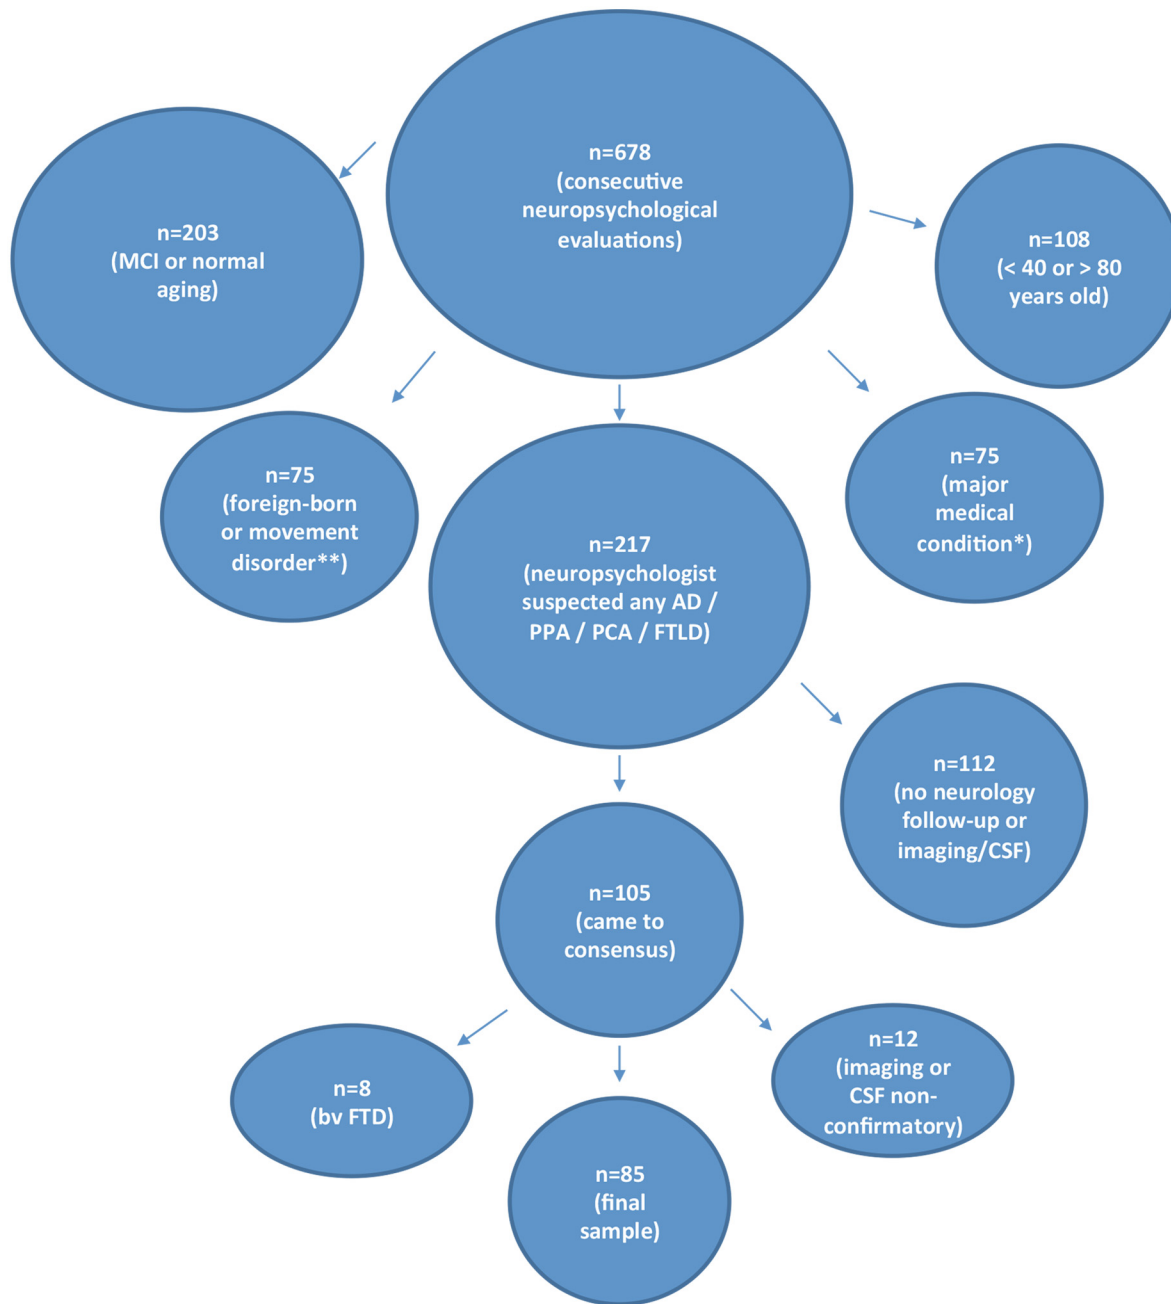 n=678
(consecutive
neuropsychological
evaluations)
n=203
(MCI or normal
aging)
n=108
(< 40 or > 80
years old)
n=75
(foreign-born
or movement
disorder**)
n=217
(neuropsychologist
suspected any AD /
PPA / PCA / FTLD)
n=75
(major
medical
condition*)
n=112
(no neurology
follow-up or
imaging/CSF)
n=105
(came to
consensus)
n=8
(bv FTD)
n=12
(imaging or
CSF non-
confirmatory)
n=85
(final
sample)